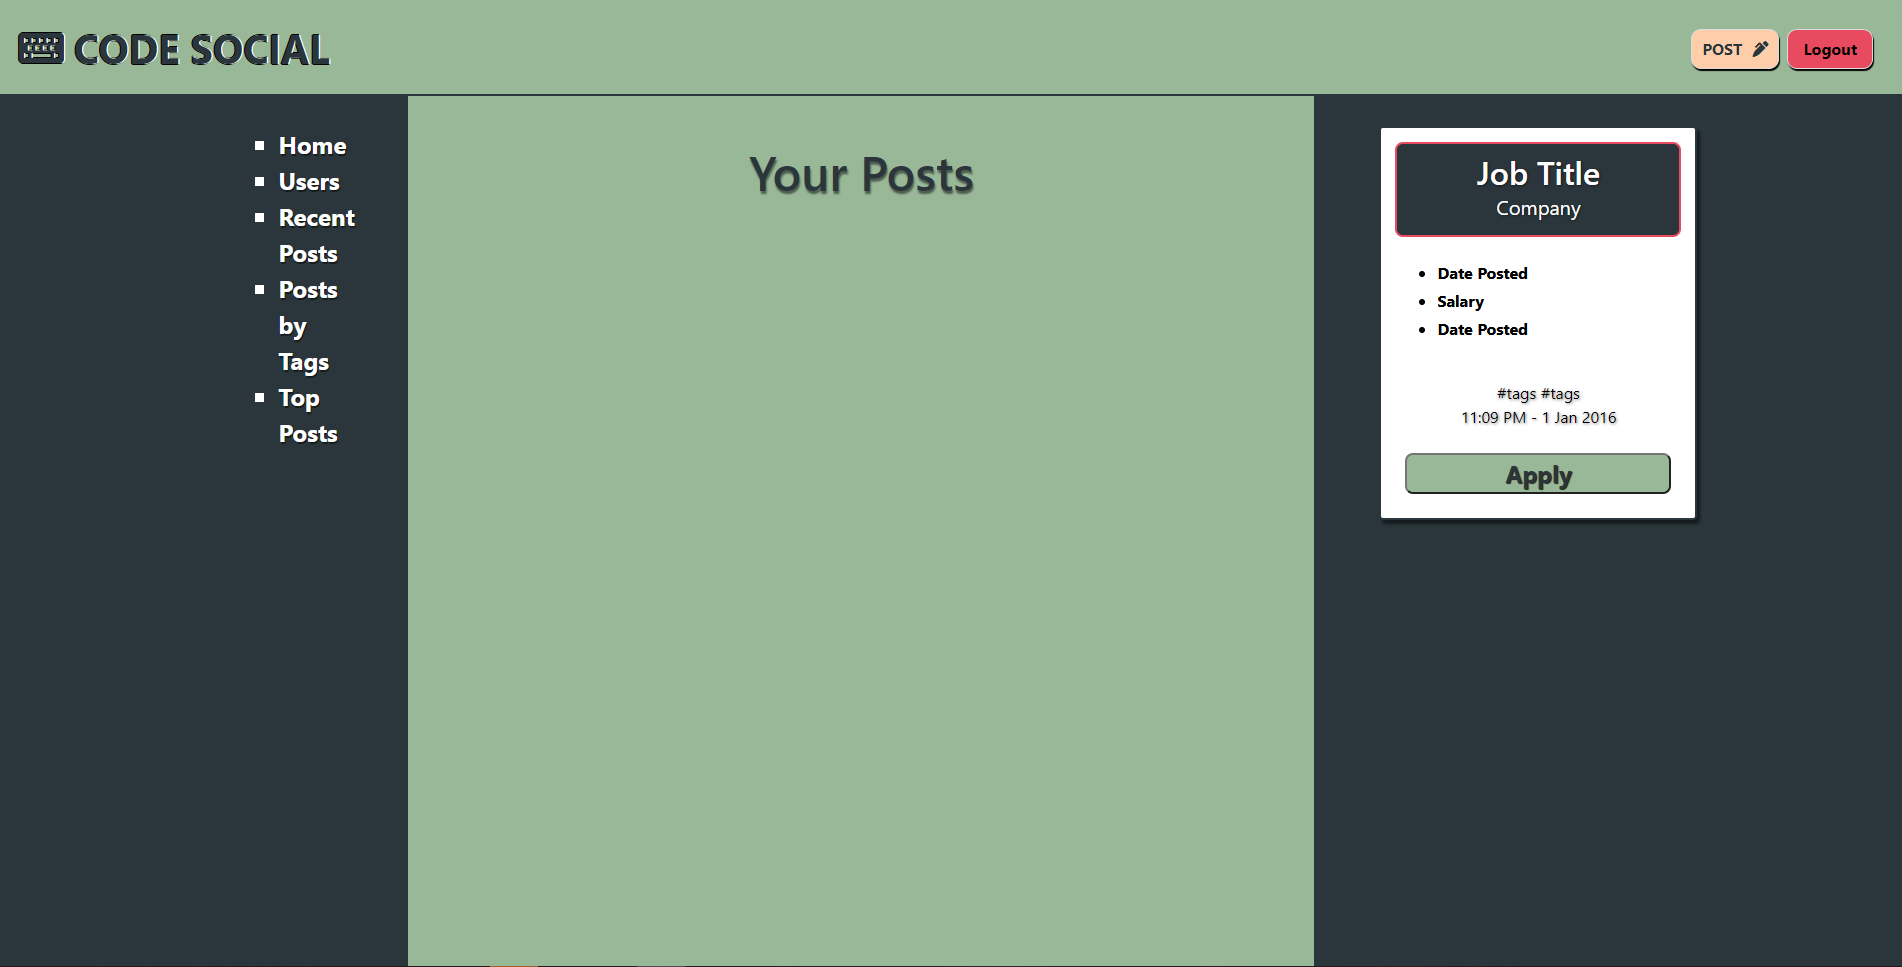 CODE SOCIAL
POST
Logout
Home
Users
Recent
Posts
Posts
by
Tags
Top
Posts
Your Posts
Job Title
Company
Date Posted
Salary
Date Posted
#tags #tags
11:09 PM - 1 Jan 2016
Apply